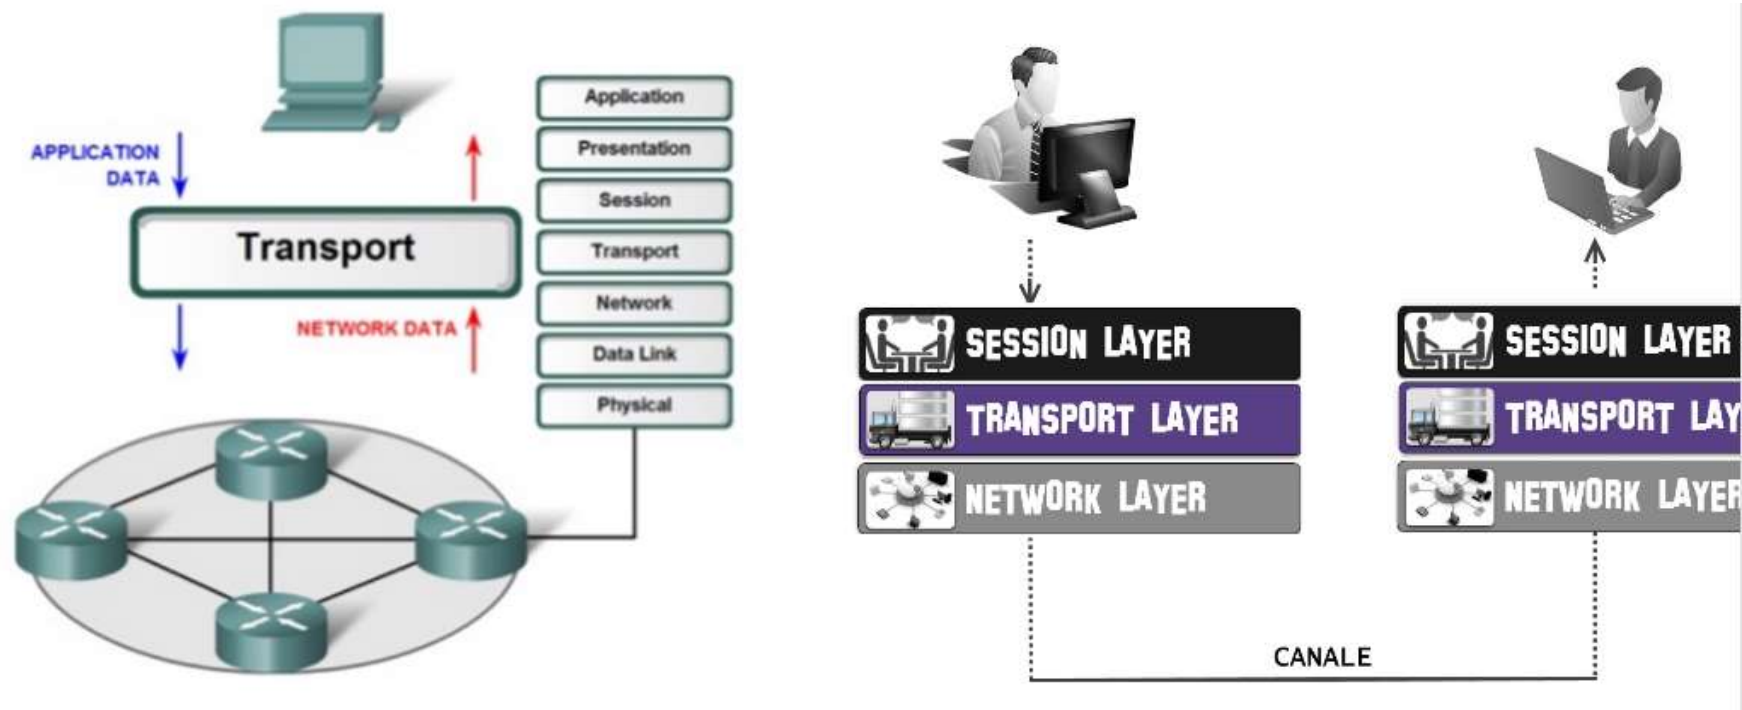 APPLICATION
DATA
Transport
NETWORK DATA
Application
Presentation
Session
Transport
Network
Data Link
Physical
SESSION LAYER
TRANSPORT LAYER
NETWORK LAYER
SESSION LAYER
TRANSPORT LAY
NETWORK LAYER
CANALE